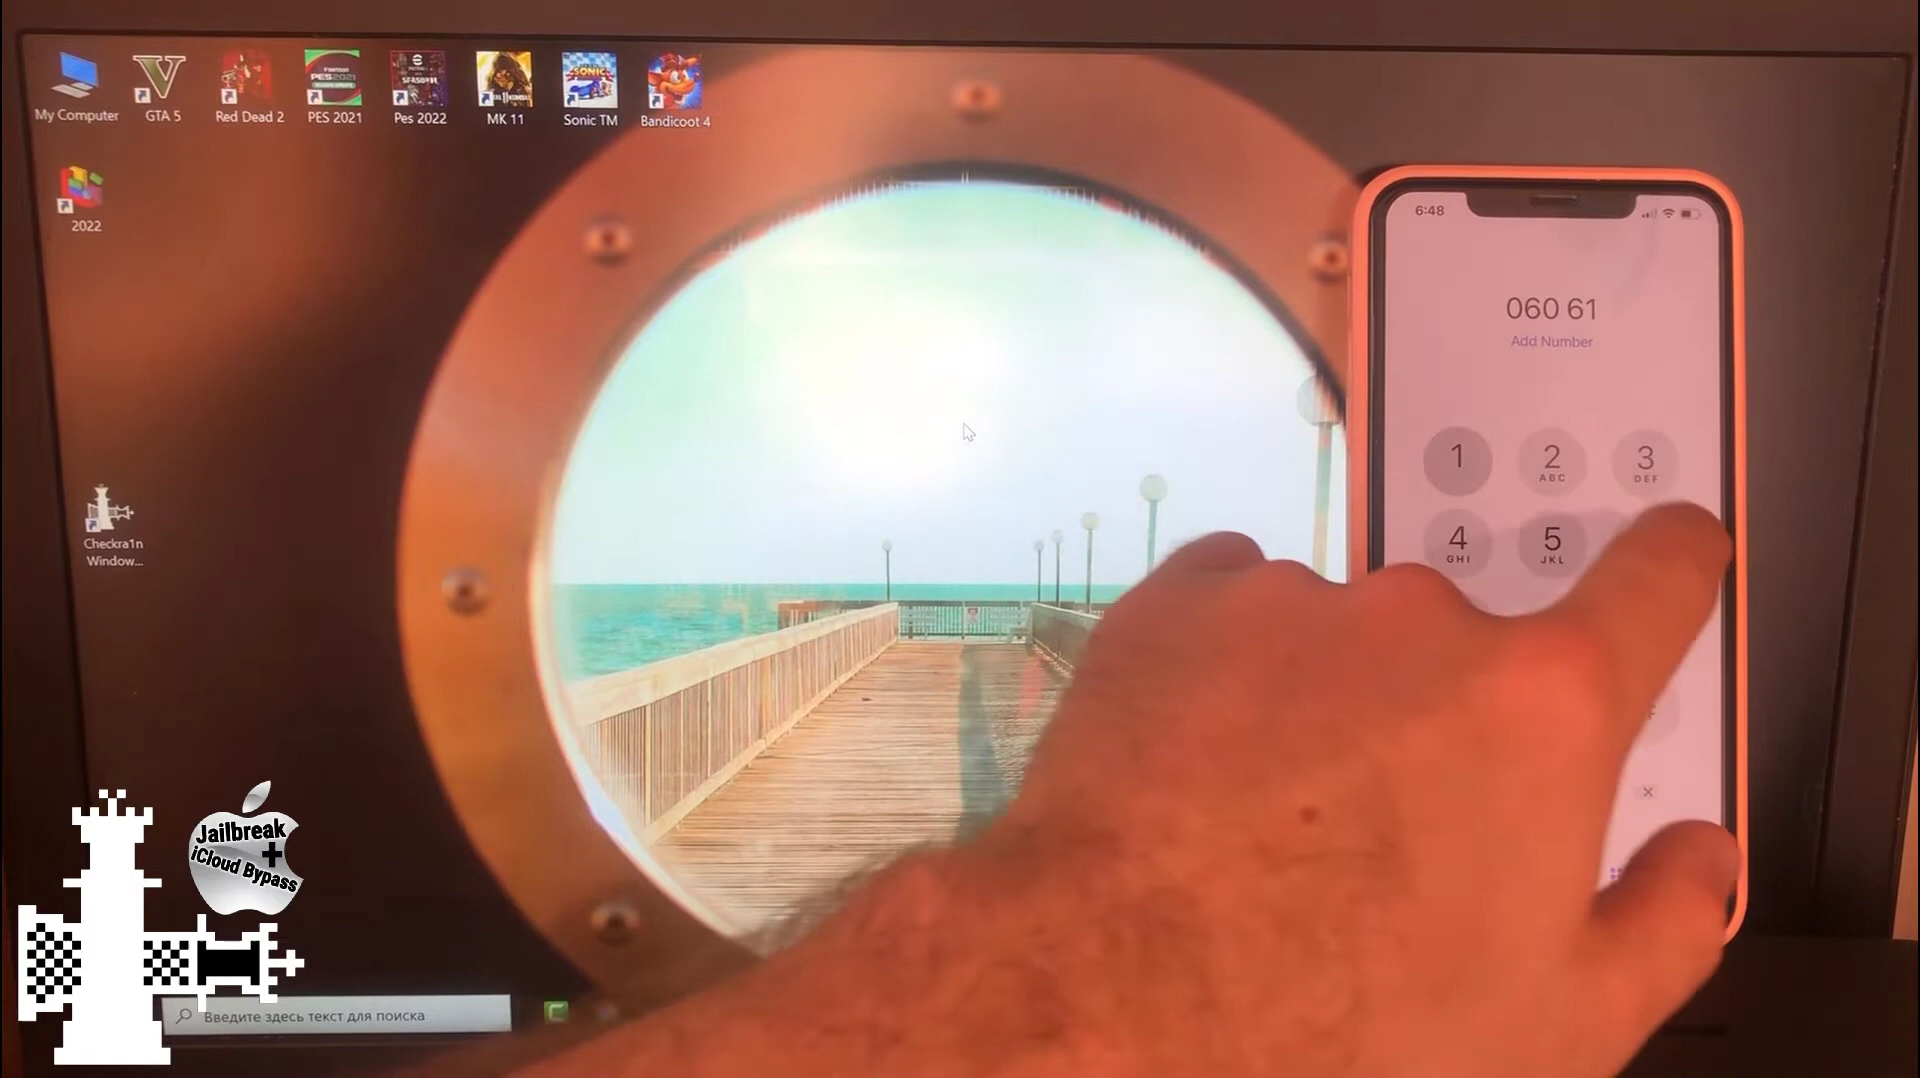 My Computer
GTA 5
Red Dead 2
PES 2021
Pes 2022
MK 11
Sonic TM
Bandicoot 4
2022
Checkra1n
Window...
6:48
060 61
Add Number
1
2
ABC
3
DEF
4
GHI
5
JKL
Jailbreak
+
iCloud Bypass
Введите здесь текст для поиска